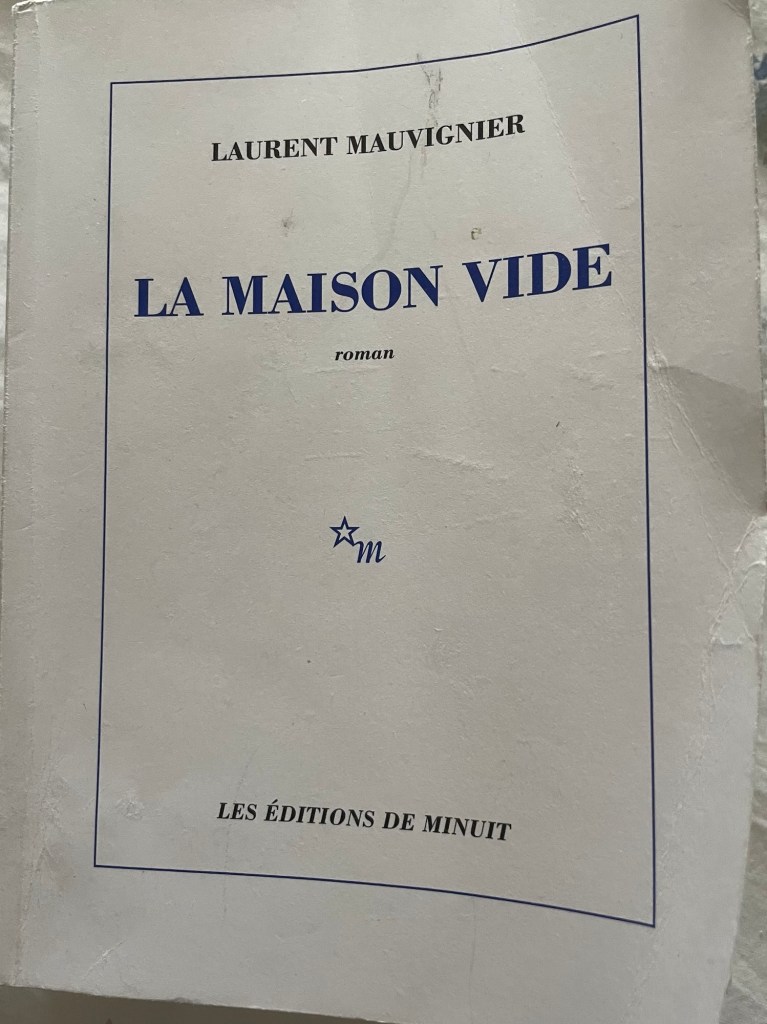 LAURENT MAUVIGNIER
LA MAISON VIDE
roman
m
LES ÉDITIONS DE MINUIT